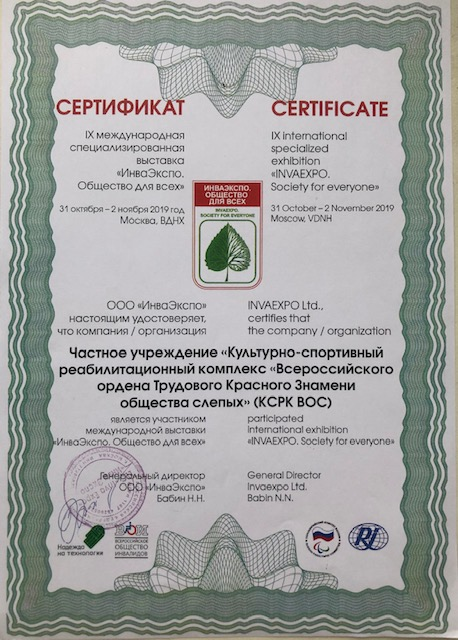 СЕРТИФИКАТ
IX международная
специализированная
выставка
«ИнваЭкспо.
Общество для всех»
31 октября – 2 ноября 2019 год
Москва, ВДНХ
CERTIFICATE
IX international
specialized
exhibition
«INVAEXPO.
Society for everyone»
31 October – 2 November 2019
Moscow, VDNH
ИНВАЭКСПО.
ОБЩЕСТВО
ДЛЯ ВСЕХ
INVAEXPO.
SOCIETY FOR EVERYONE
ООО «ИнваЭкспо»
настоящим удостоверяет,
что компания / организация
INVAEXPO Ltd.,
certifies that
the company / organization
Частное учреждение «Культурно-спортивный
реабилитационный комплекс «Всероссийского
ордена Трудового Красного Знамени
общества слепых» (КСРК ВОС)
является участником
международной выставки
«ИнваЭкспо. Общество для всех»
participated
international exhibition
«INVAEXPO. Society for everyone»
Генеральный директор
ООО «ИнваЭкспо»
Бабин Н.Н.
General Director
Invaexpo Ltd.
Babin N.N.
Надежда
на технологии
ВСЕРОССИЙСКОЕ
ОБЩЕСТВО
ИНВАЛИДОВ